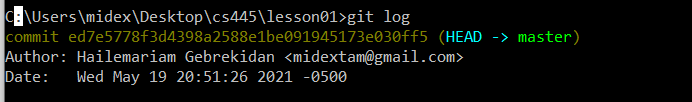 C:\Users\midex\Desktop\cs445\lesson01>git log
commit ed7e5778f3d4398a2588e1be091945173e030ff5 (HEAD -> master)
Author: Hailemariam Gebrekidan <midextam@gmail.com>
Date:   Wed May 19 20:51:26 2021 -0500